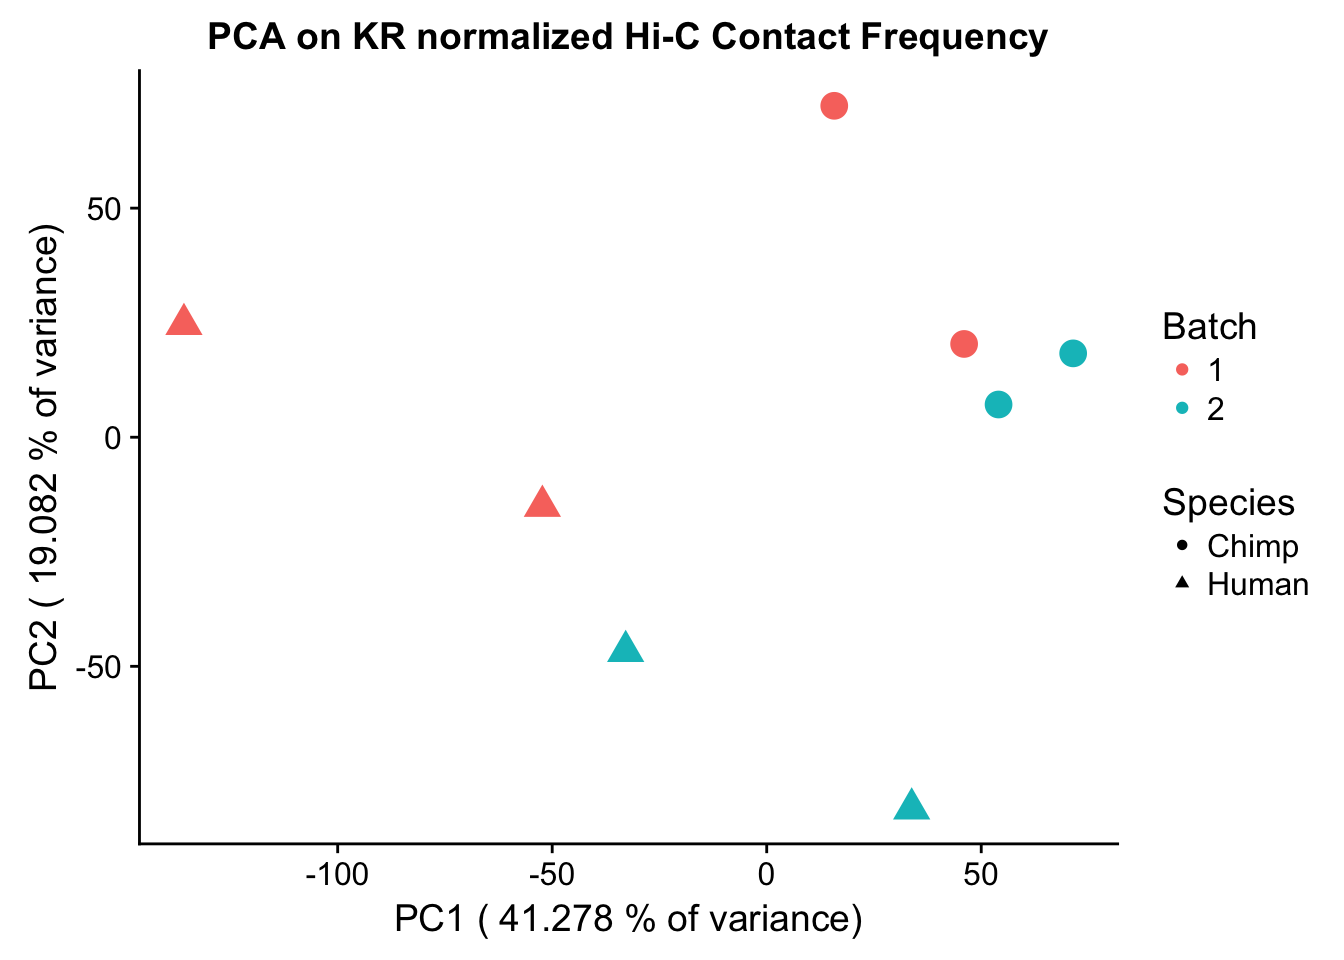 PCA on KR normalized Hi-C Contact Frequency
PC2 ( 19.082 % of variance)
50
0
-50
-100
-50
0
50
PC1 ( 41.278 % of variance)
Batch
1
2
Species
Chimp
Human